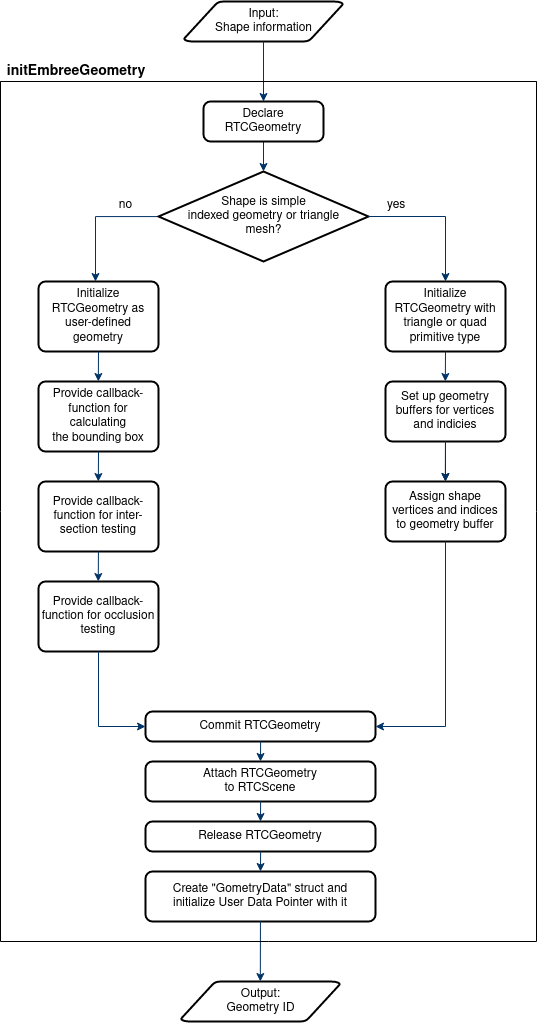 Input:
Shape information
initEmbreeGeometry
Declare
RTCGeometry
Shape is simple
indexed geometry or triangle
mesh?
no
yes
Initialize
RTCGeometry as
user-defined
geometry
Provide callback-
function for
calculating
the bounding box
Provide callback-
function for inter-
section testing
Provide callback-
function for occlusion
testing
Initialize
RTCGeometry with
triangle or quad
primitive type
Set up geometry
buffers for vertices
and indicies
Assign shape
vertices and indices
to geometry buffer
Commit RTCGeometry
Attach RTCGeometry
to RTCScene
Release RTCGeometry
Create "GometryData" struct and
initialize User Data Pointer with it
Output:
Geometry ID